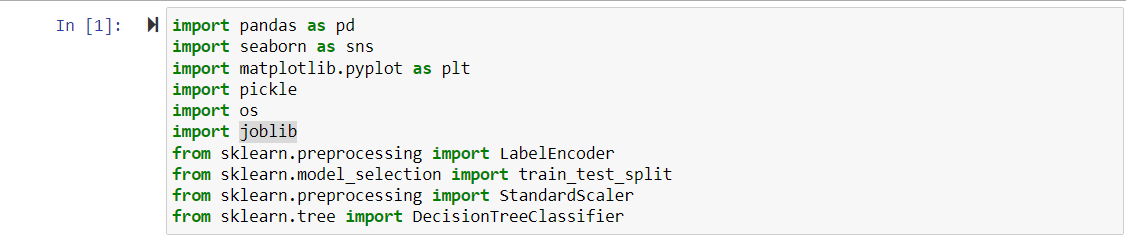 In [1]:
import pandas as pd
import seaborn as sns
import matplotlib.pyplot as plt
import pickle
import os
import joblib
from sklearn.preprocessing import LabelEncoder
from sklearn.model_selection import train_test_split
from sklearn.preprocessing import StandardScaler
from sklearn.tree import DecisionTreeClassifier